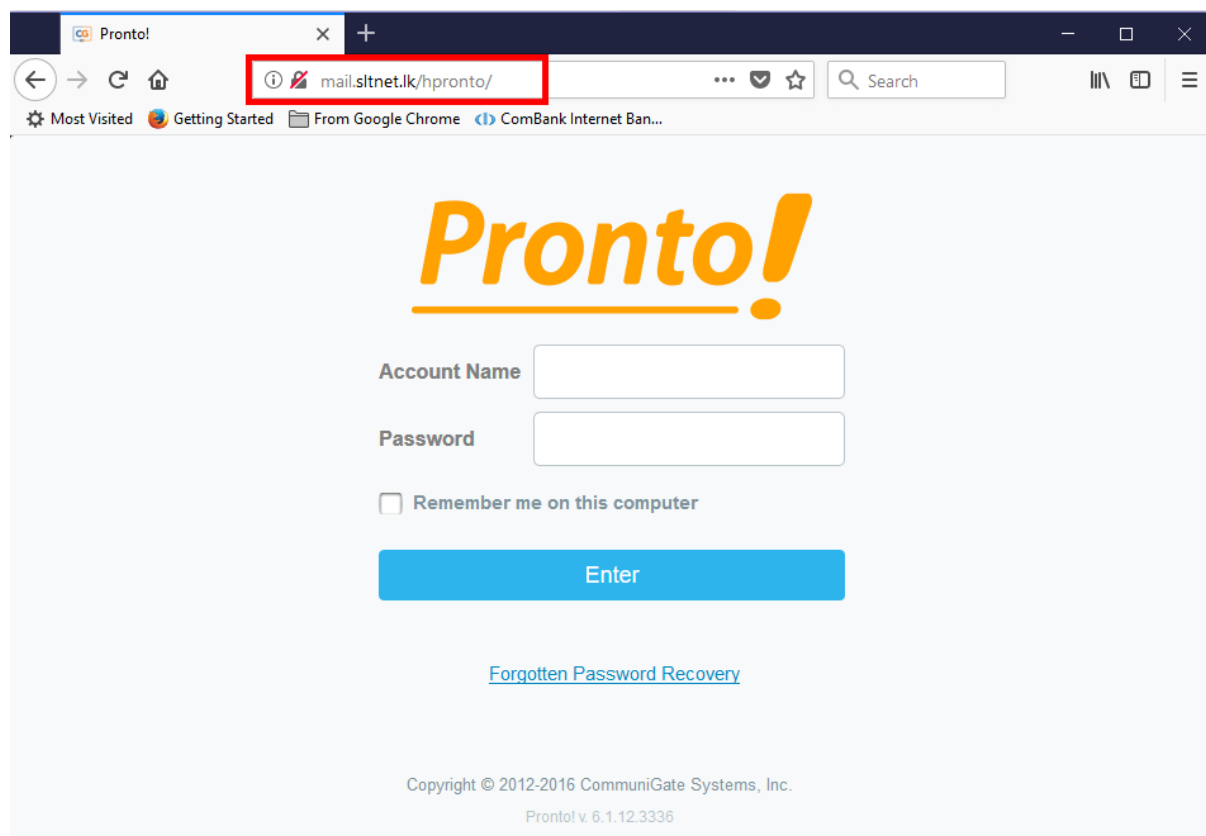 Pronto!
mail.sltnet.lk/hpronto/
Search
Most Visited Getting Started From Google Chrome ComBank Internet Ban...
Pronto!
Account Name
Password
Remember me on this computer
Enter
Forgotten Password Recovery
Copyright © 2012-2016 CommuniGate Systems, Inc.
Pronto! v. 6.1.12.3336